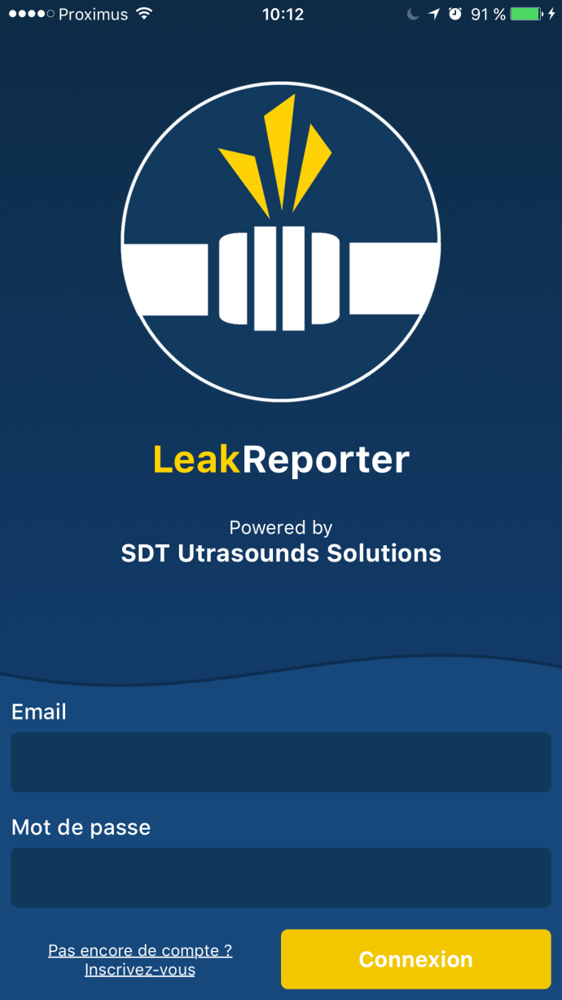 Proximus 10:12 91 %
LeakReporter
Powered by
SDT Utrasounds Solutions
Email
Mot de passe
Pas encore de compte ?
Inscrivez-vous
Connexion